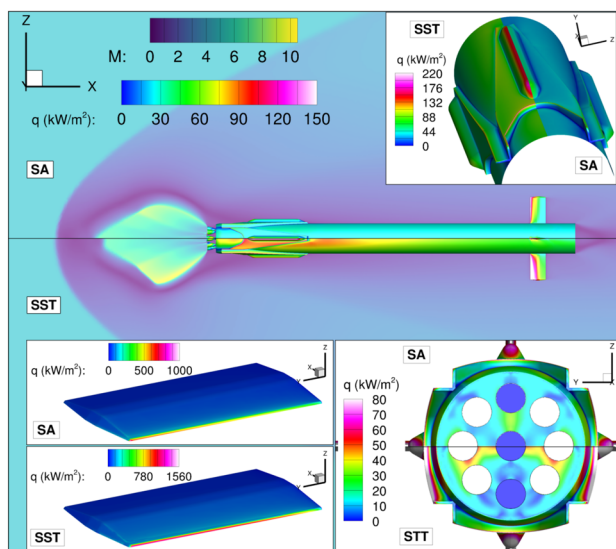 Z
Y
X
M: 0 2 4 6 8 10
q (kW/m²): 0 30 60 90 120 150
SA
SST
SST
Y
X
Z
q (kW/m²)
220
176
132
88
44
0
SA
q (kW/m²):
0 500 1000
Z
X
Y
SA
q (kW/m²):
0 780 1560
Z
X
Y
SST
SA
Z
Y
X
q (kW/m²)
80
70
60
50
40
30
20
10
0
STT